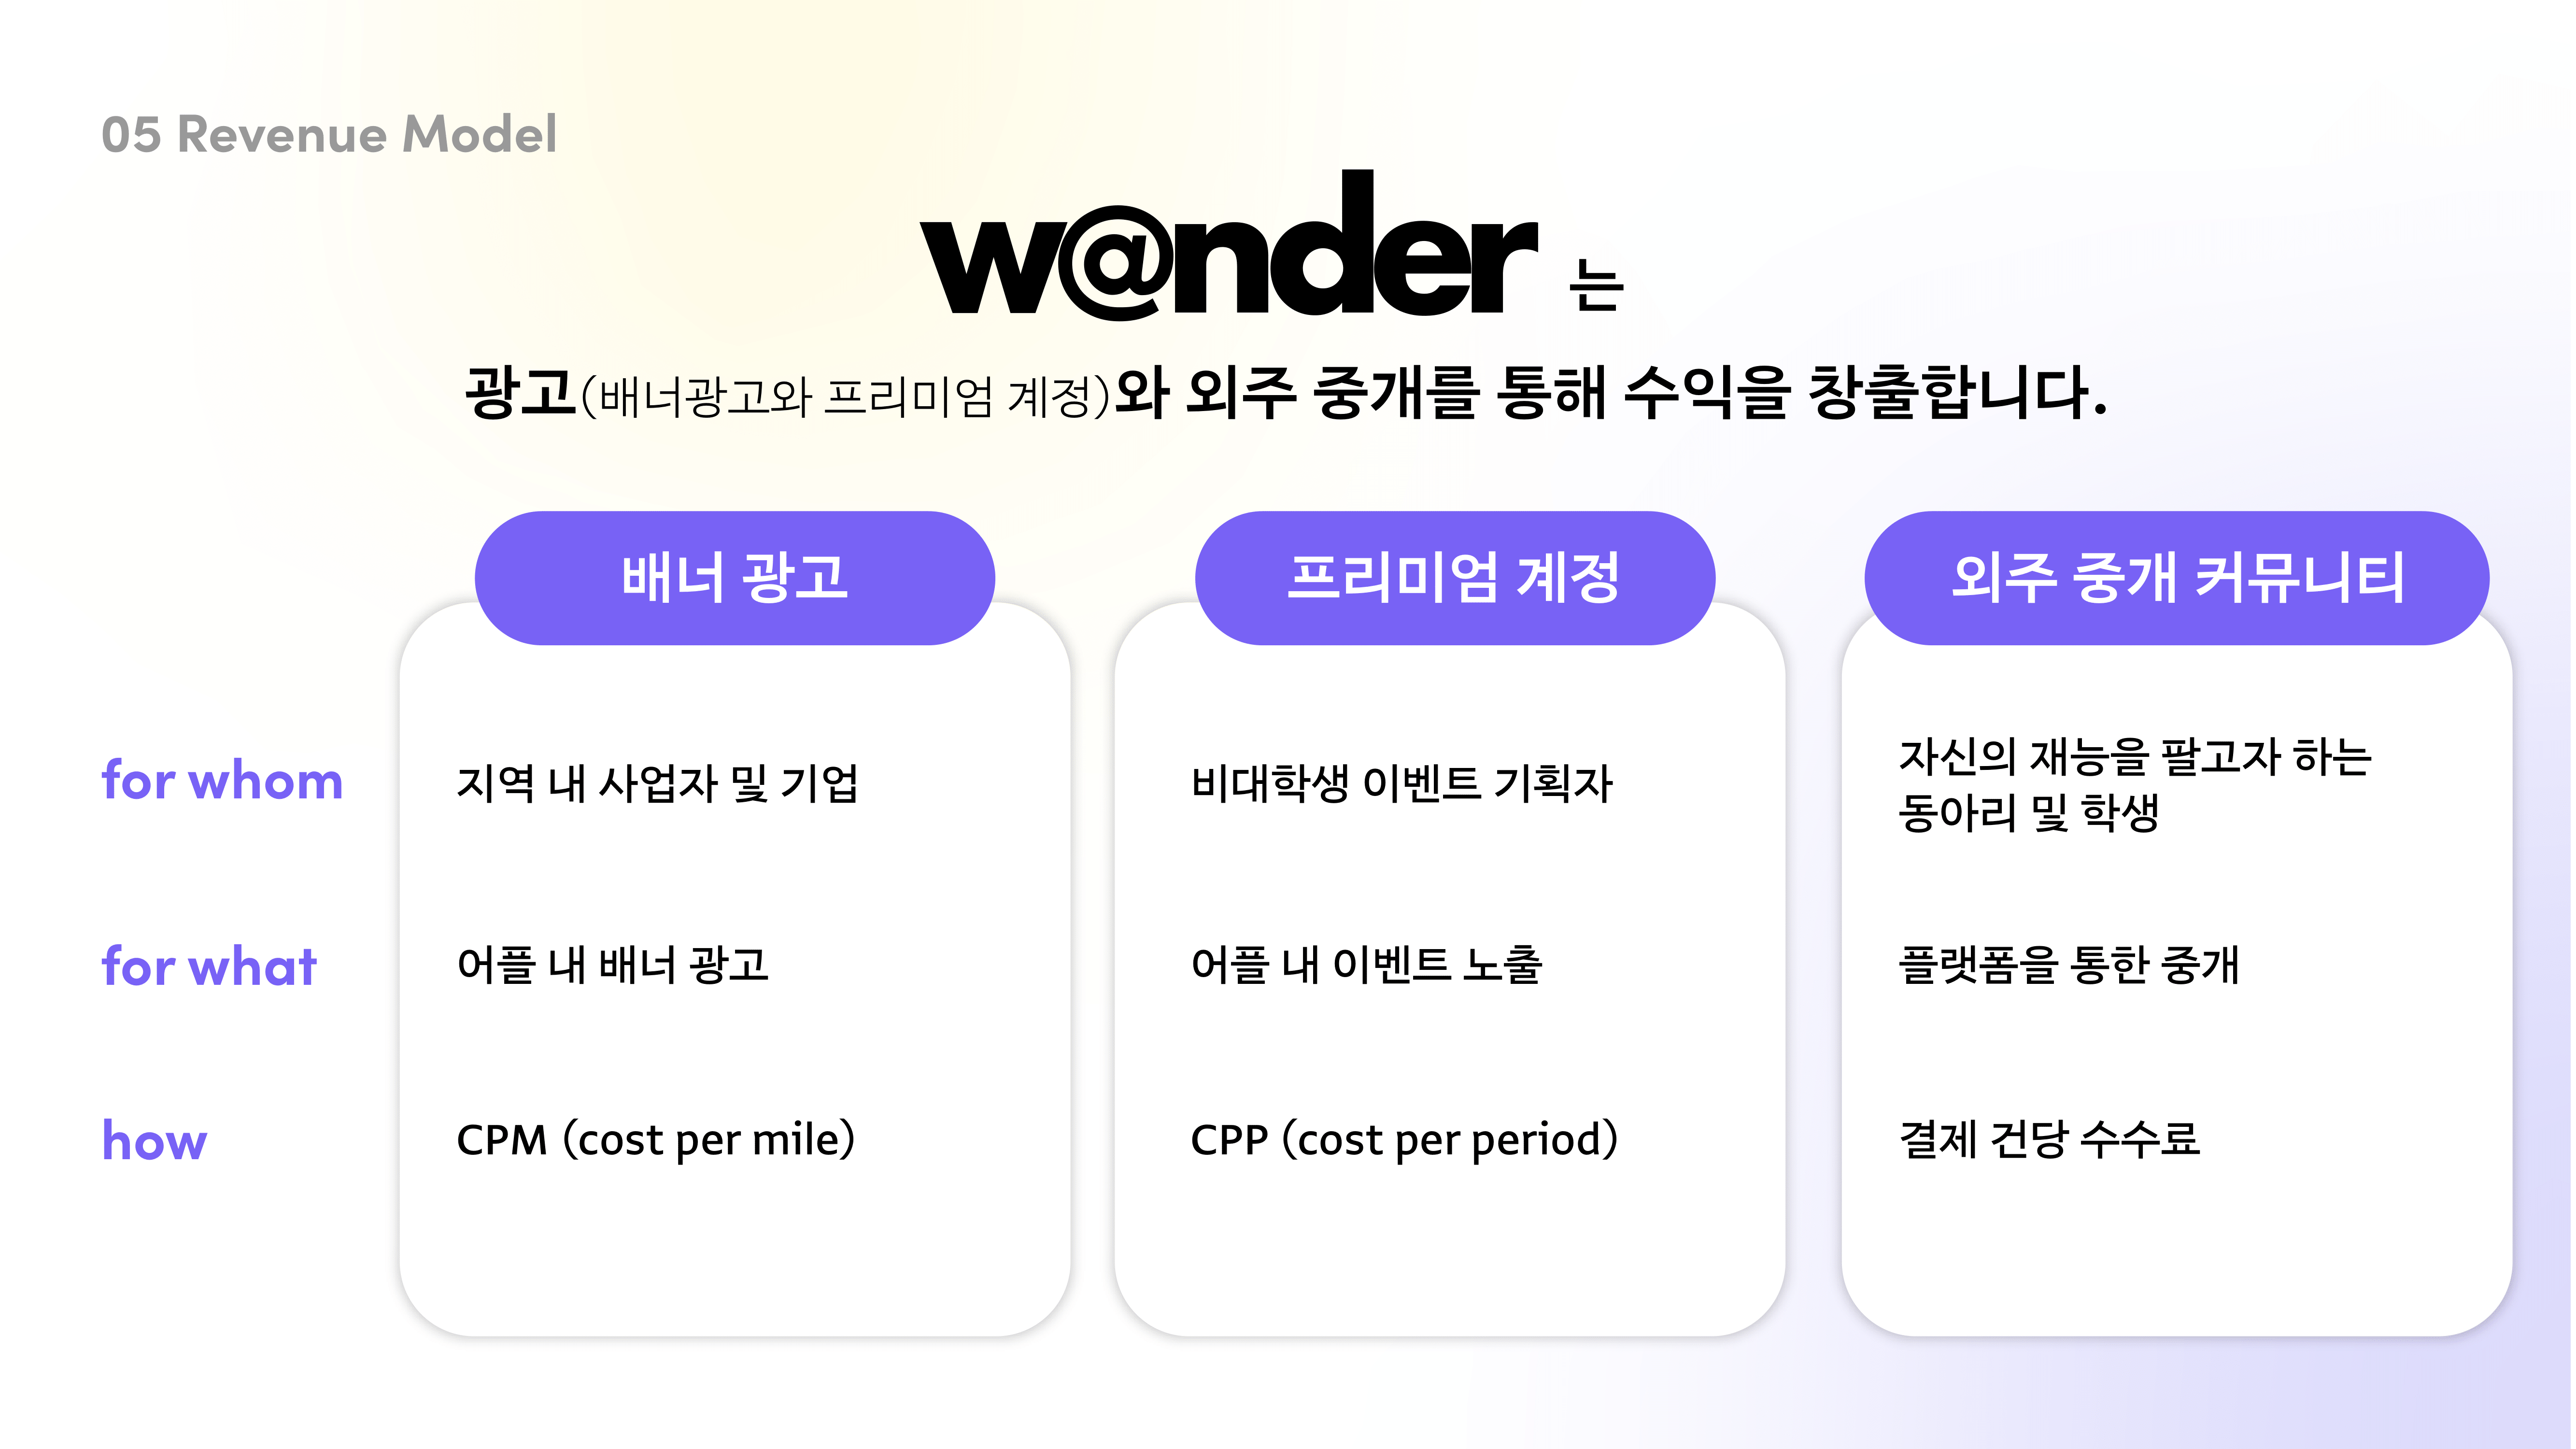 05 Revenue Model
w@nder 는
광고(배너광고와 프리미엄 계정)와 외주 중개를 통해 수익을 창출합니다.
배너 광고
프리미엄 계정
외주 중개 커뮤니티
for whom
지역 내 사업자 및 기업
비대학생 이벤트 기획자
자신의 재능을 팔고자 하는
동아리 및 학생
for what
어플 내 배너 광고
어플 내 이벤트 노출
플랫폼을 통한 중개
how
CPM (cost per mile)
CPP (cost per period)
결제 건당 수수료